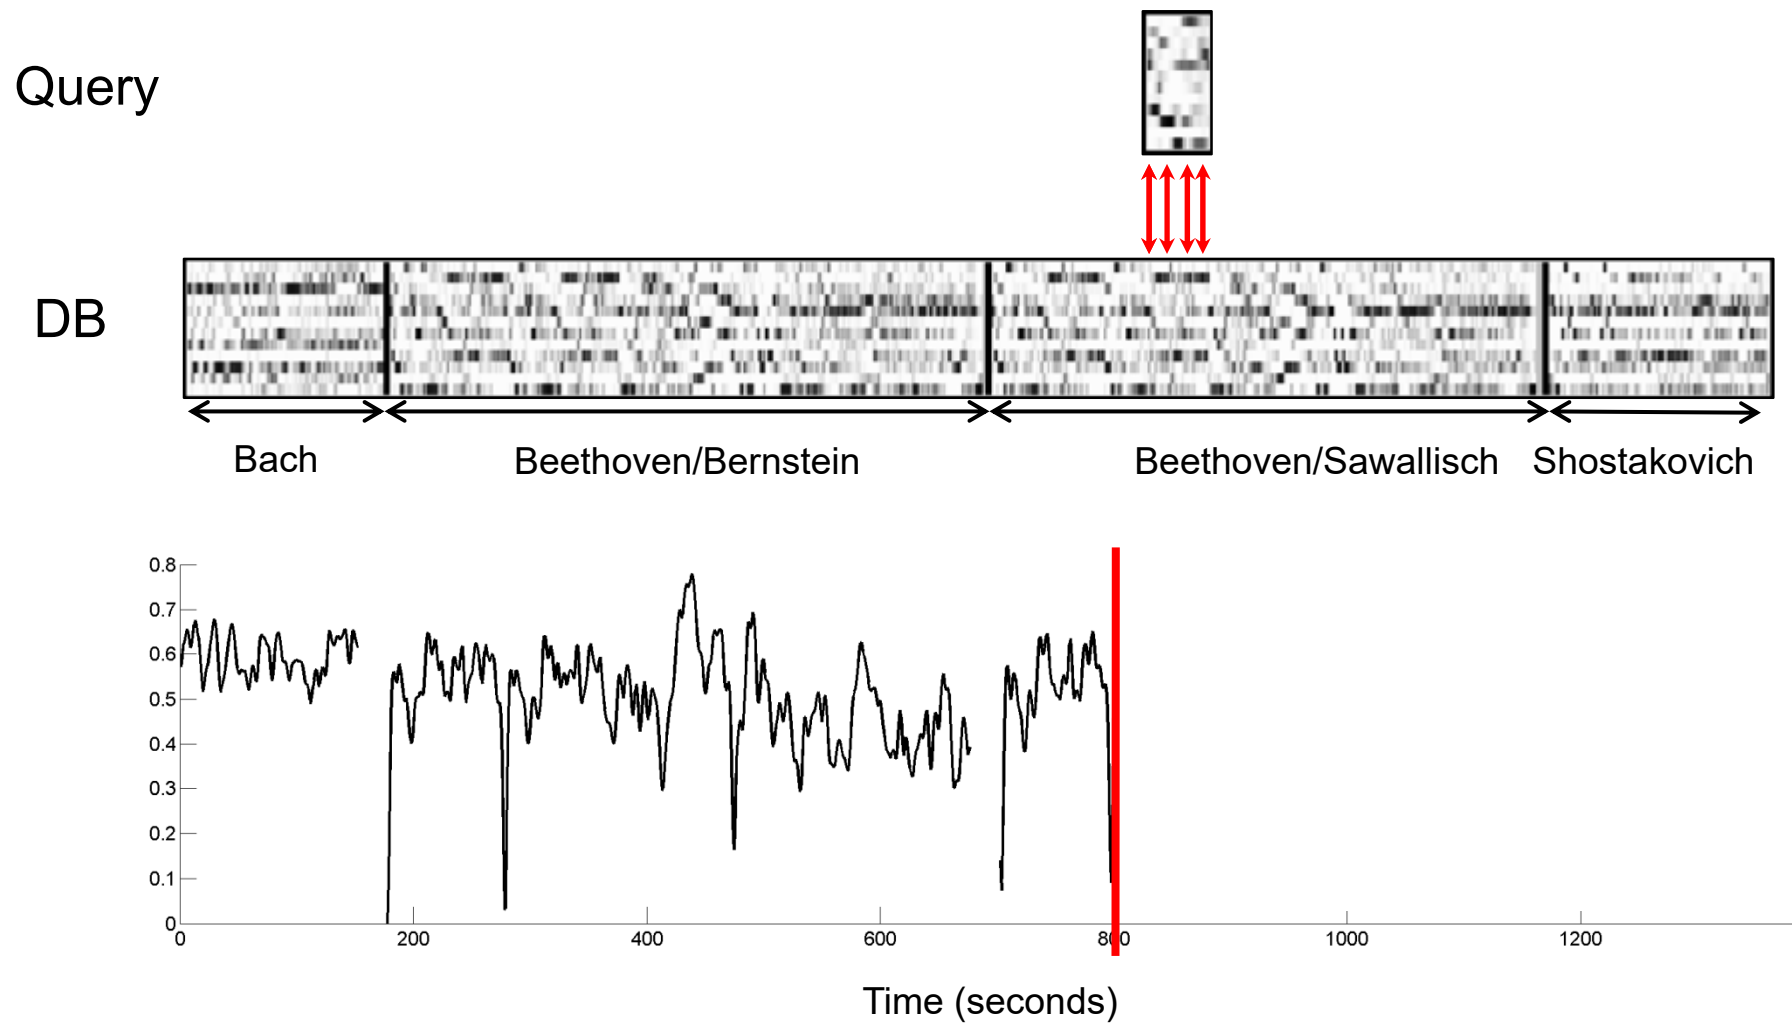 Query
DB
Bach
Beethoven/Bernstein
Beethoven/Sawallisch
Shostakovich
0.8
0.7
0.6
0.5
0.4
0.3
0.2
0.1
0
0 200 400 600 800 1000 1200
Time (seconds)